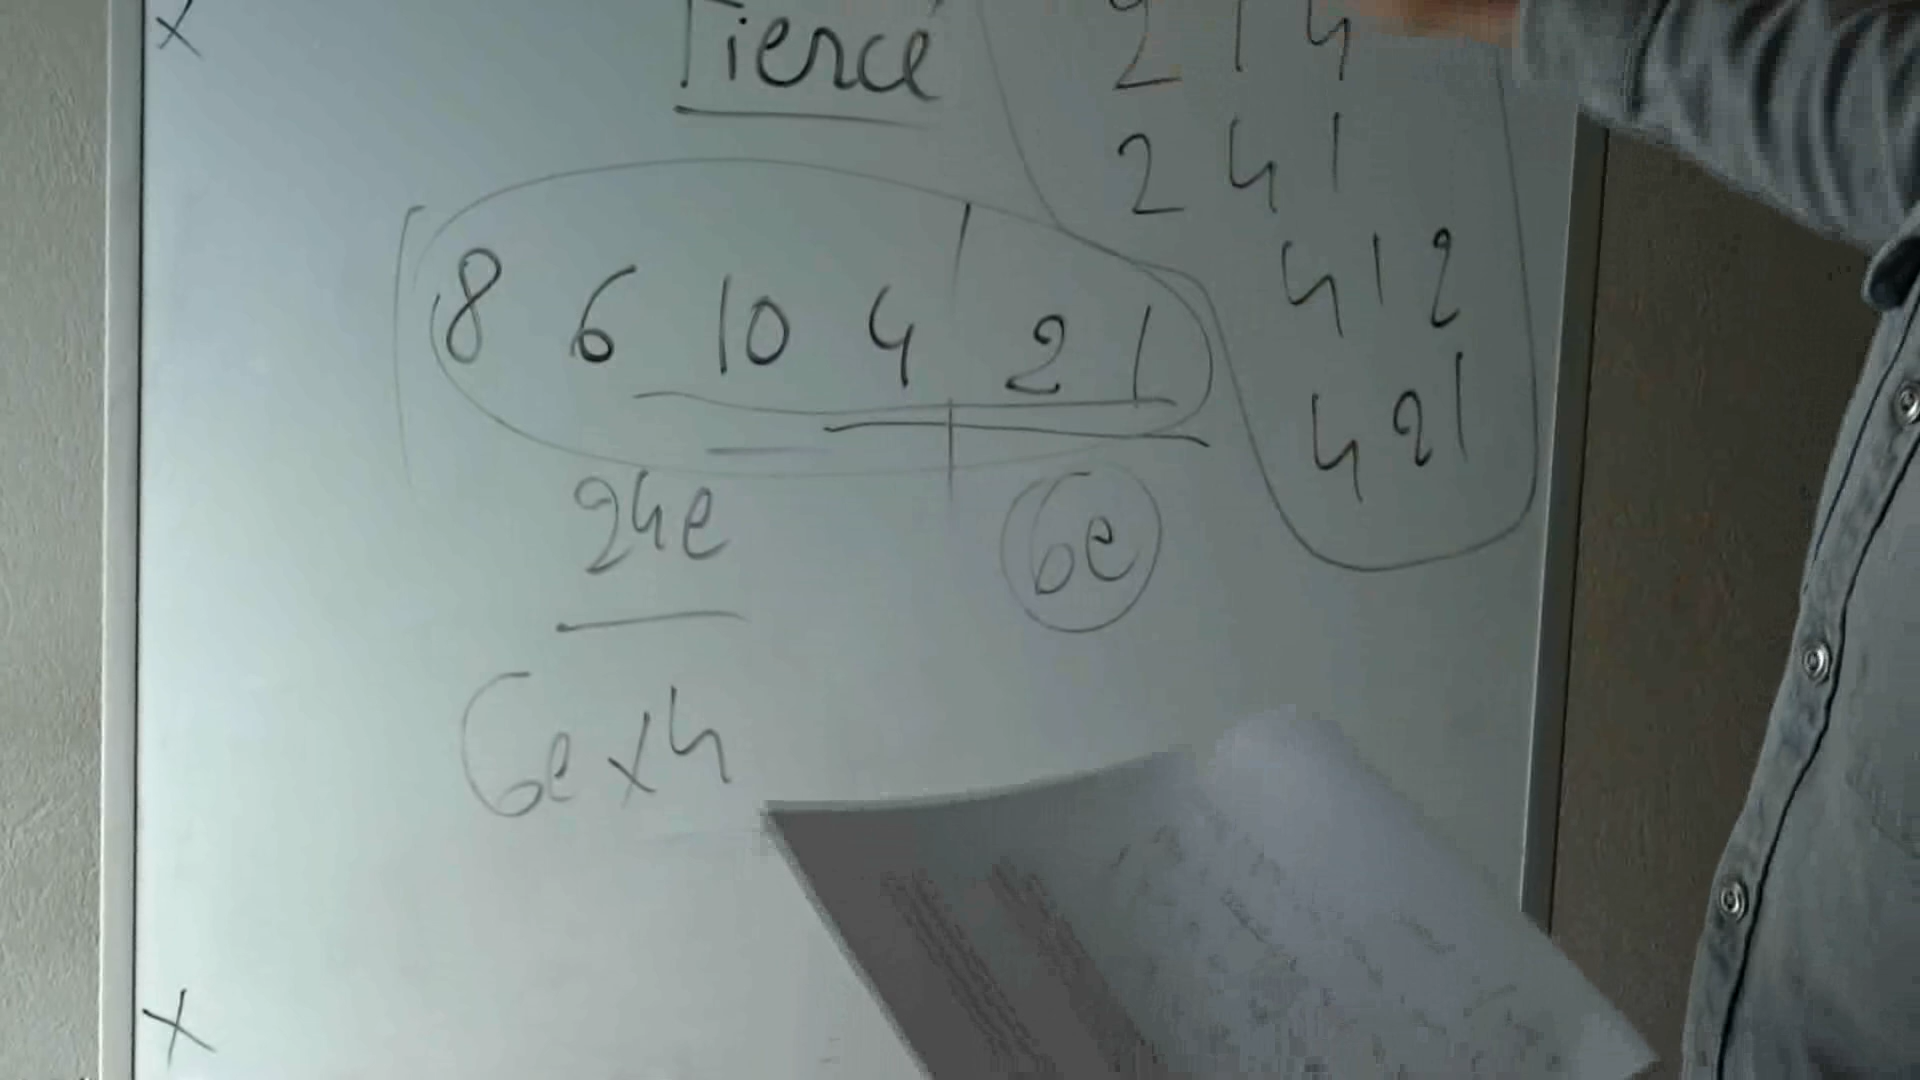 Tiercé
2 1 4
2 4 1
4 1 2
4 2 1
8 6 10 4 2 1
24e 6e
6e x 4
x
x